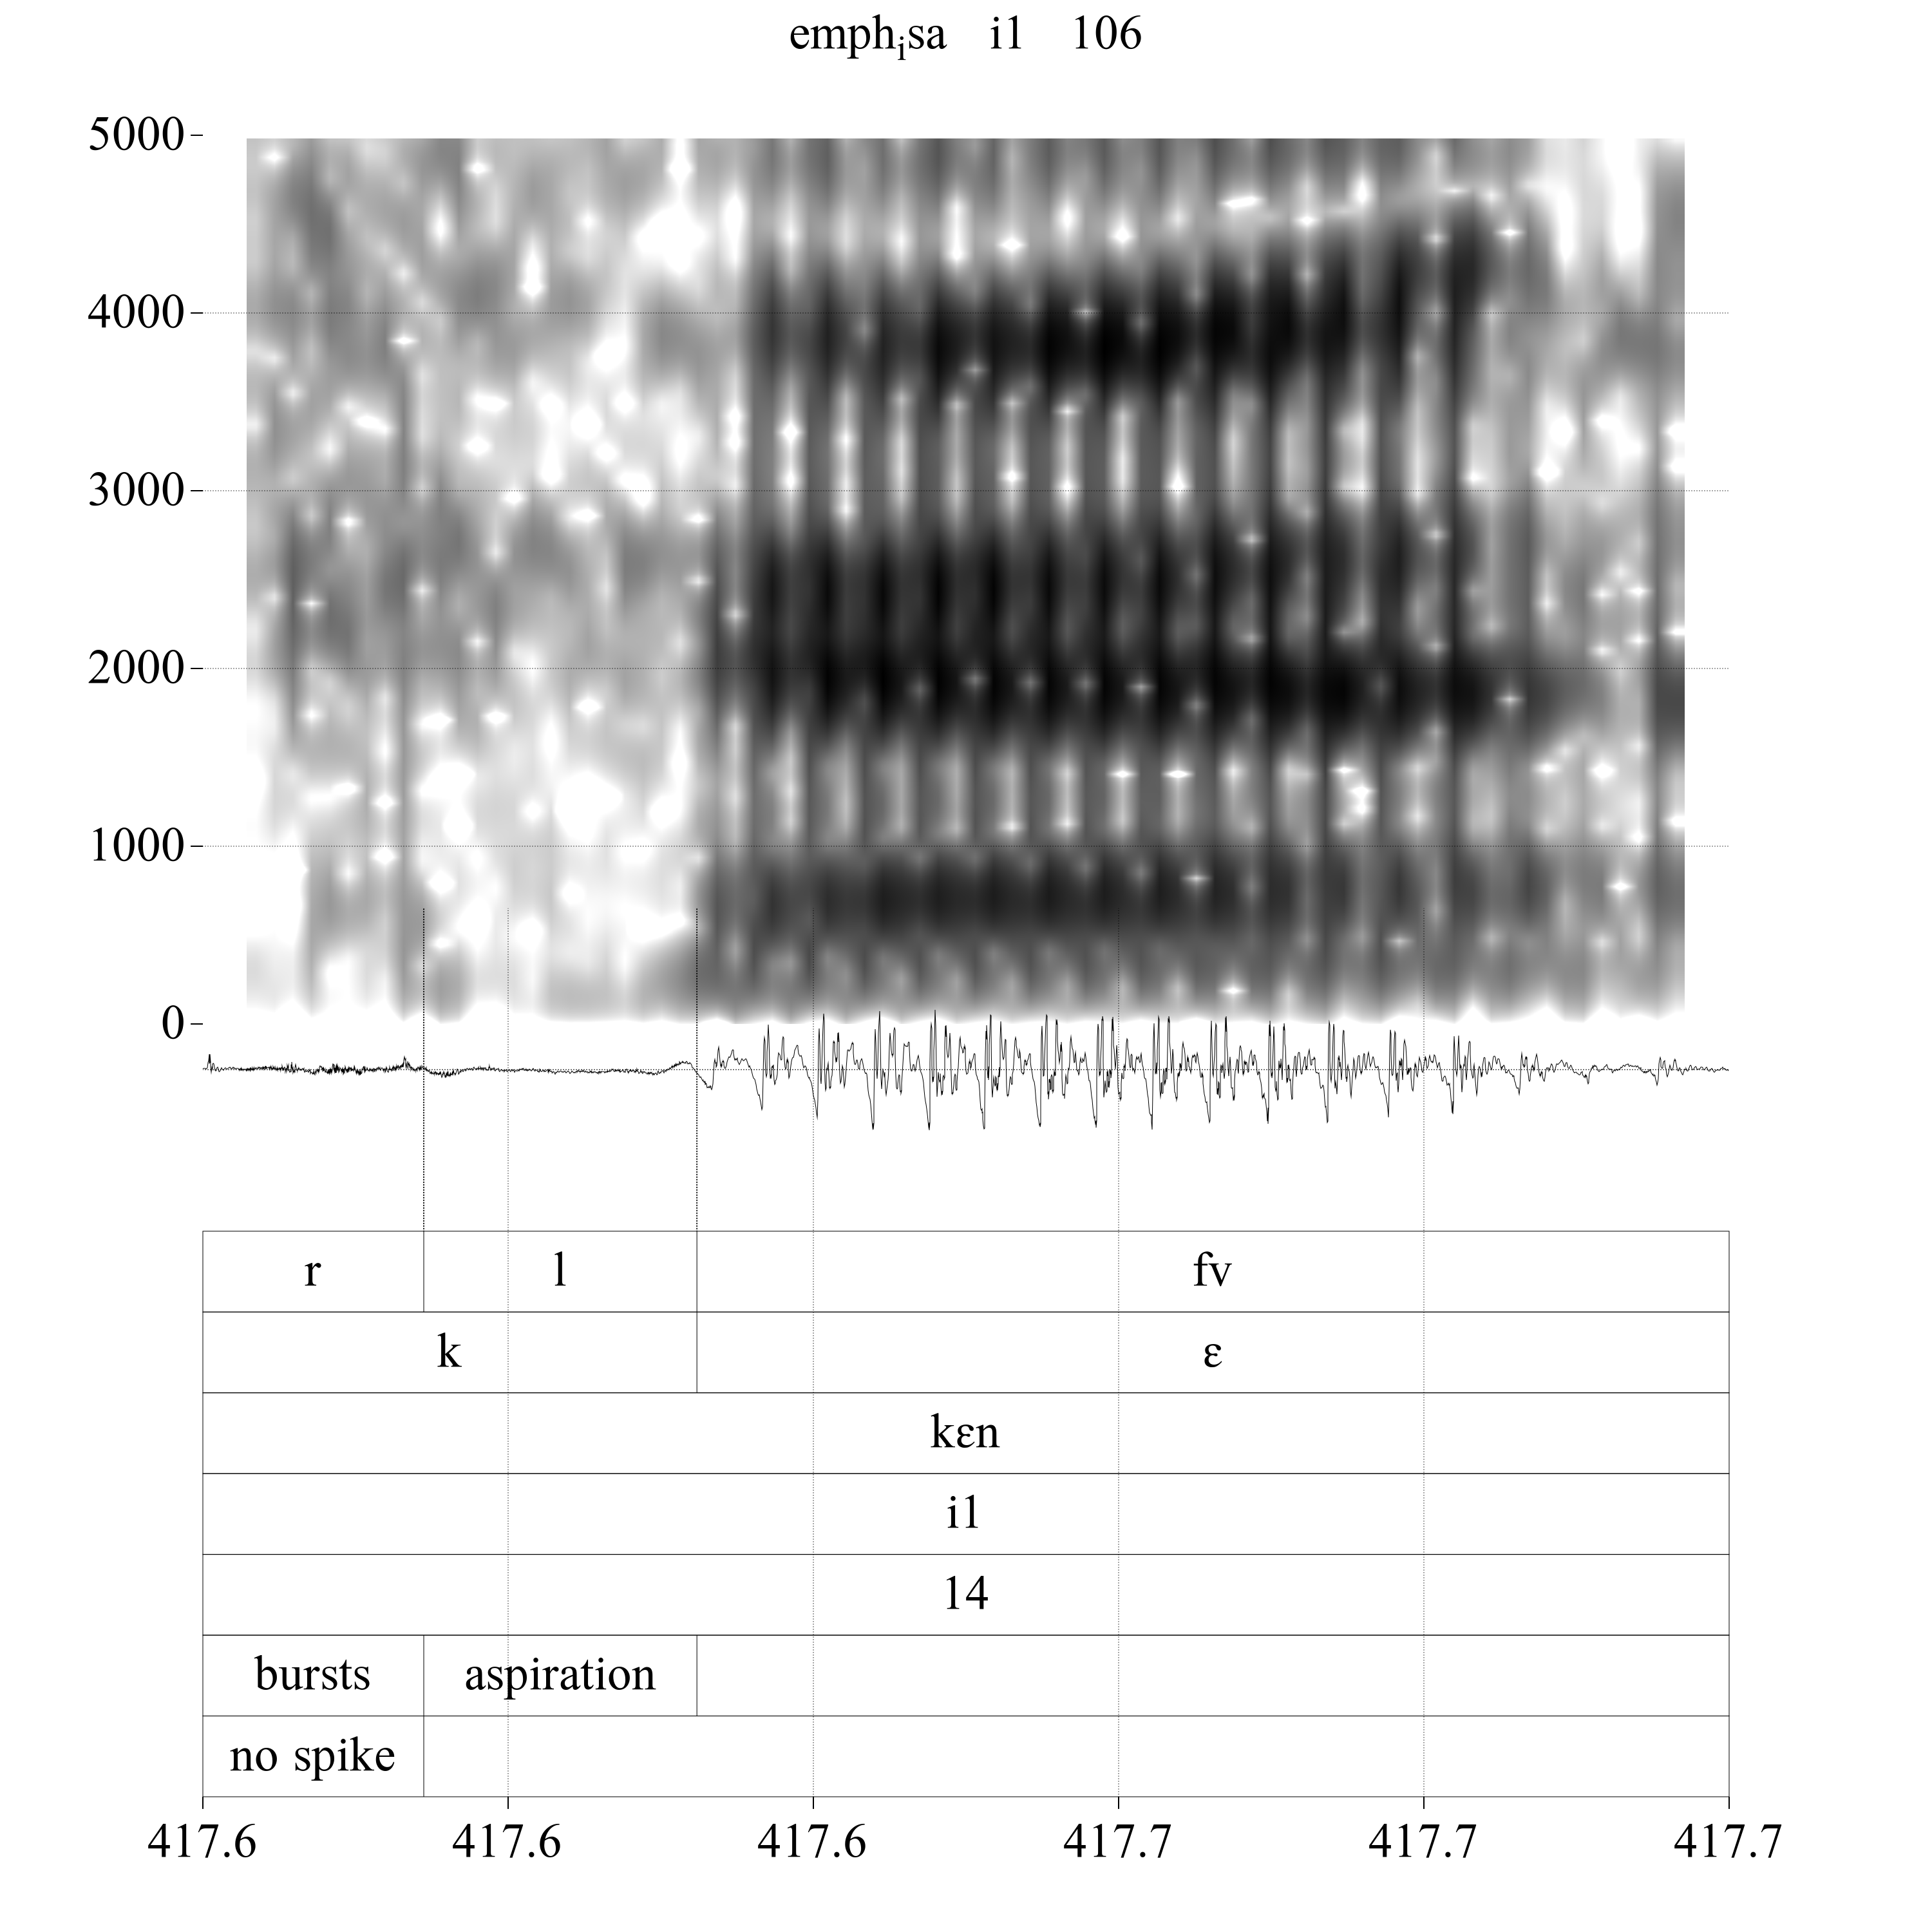 emphᵢsa i1 106
5000
4000
3000
2000
1000
0
r l fv
k ε
kεn
i1
14
bursts aspiration
no spike
417.6 417.6 417.6 417.7 417.7 417.7